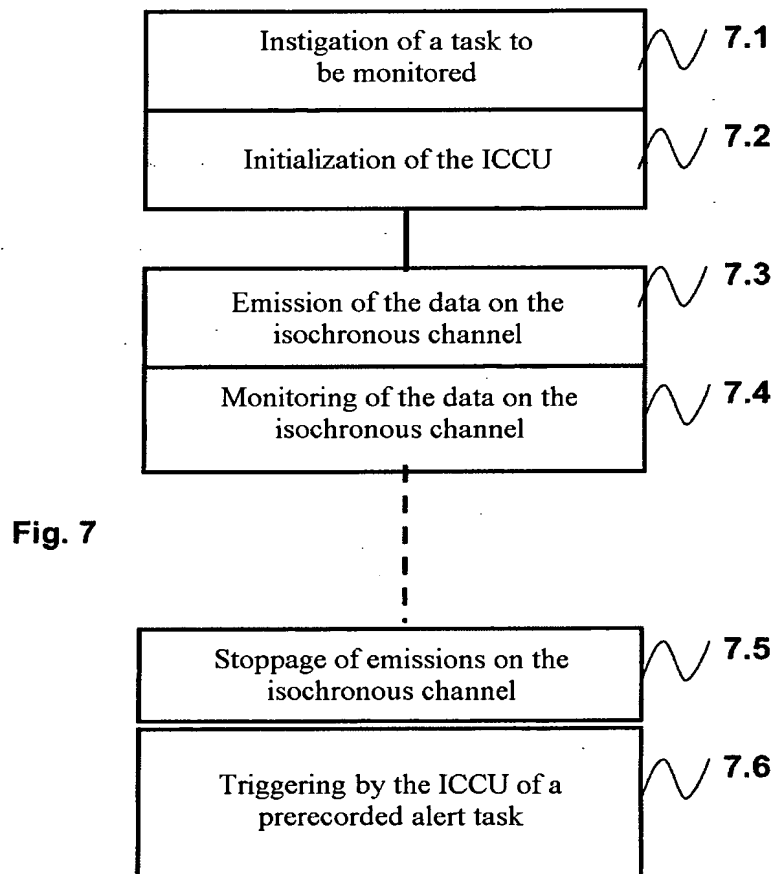 Instigation of a task to
be monitored
7.1
Initialization of the ICCU
7.2
Emission of the data on the
isochronous channel
7.3
Monitoring of the data on the
isochronous channel
7.4
Fig. 7
Stoppage of emissions on the
isochronous channel
7.5
Triggering by the ICCU of a
prerecorded alert task
7.6